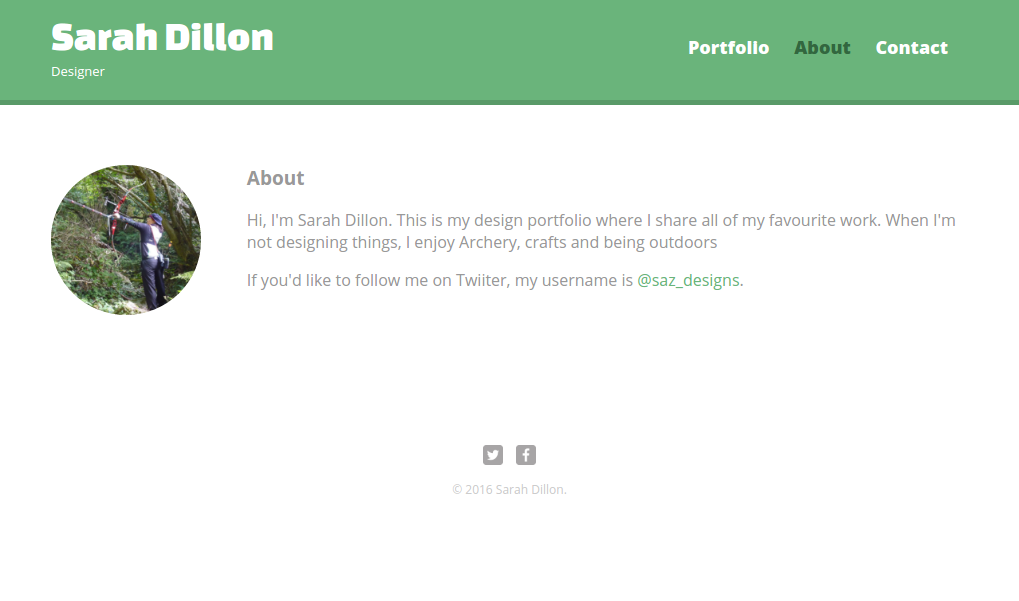 Sarah Dillon
Designer
Portfolio About Contact
About
Hi, I'm Sarah Dillon. This is my design portfolio where I share all of my favourite work. When I'm
not designing things, I enjoy Archery, crafts and being outdoors
If you'd like to follow me on Twiiter, my username is @saz_designs.
© 2016 Sarah Dillon.